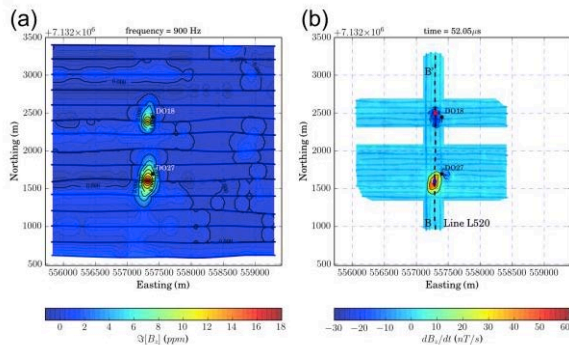 (a)
+7.132×10⁶ frequency = 900 Hz
3500
3000
2500
2000
1500
1000
500
Northing (m)
DO18
DO27
556000 556500 557000 557500 558000 558500 559000
Easting (m)
0 2 4 6 8 10 12 14 16 18
ℑ[Bz] (ppm)
(b)
+7.132×10⁶ time = 52.05μs
3500
3000
2500
2000
1500
1000
500
Northing (m)
B'
DO18
DO27
B Line L520
556000 556500 557000 557500 558000 558500 559000
Easting (m)
−30 −20 −10 0 10 20 30 40 50 60
dBz/dt (nT/s)